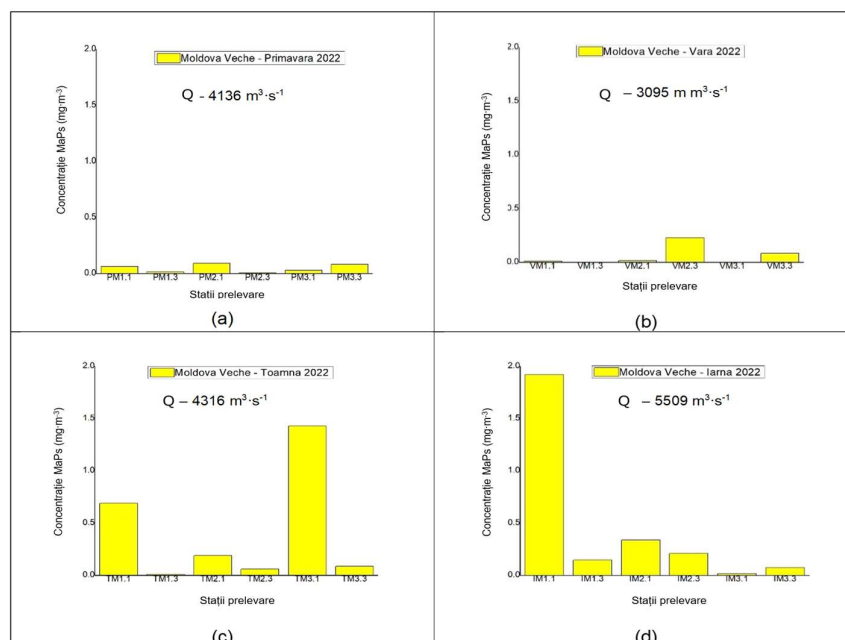 2.0
Moldova Veche - Primavara 2022
Q - 4136 m³·s⁻¹
1.5
1.0
0.5
0.0
Concentrație MaPs (mg·m⁻³)
PM1.1 PM1.3 PM2.1 PM2.3 PM3.1 PM3.3
Stații prelevare
(a)
2.0
Moldova Veche - Vara 2022
Q – 3095 m m³·s⁻¹
1.5
1.0
0.5
0.0
Concentrație MaPs (mg·m⁻³)
VM1.1 VM1.3 VM2.1 VM2.3 VM3.1 VM3.3
Stații prelevare
(b)
2.0
Moldova Veche - Toamna 2022
Q – 4316 m³·s⁻¹
1.5
1.0
0.5
0.0
Concentrație MaPs (mg·m⁻³)
TM1.1 TM1.3 TM2.1 TM2.3 TM3.1 TM3.3
Stații prelevare
(c)
2.0
Moldova Veche - Iarna 2022
Q – 5509 m³·s⁻¹
1.5
1.0
0.5
0.0
Concentrație MaPs (mg·m⁻³)
IM1.1 IM1.3 IM2.1 IM2.3 IM3.1 IM3.3
Stații prelevare
(d)